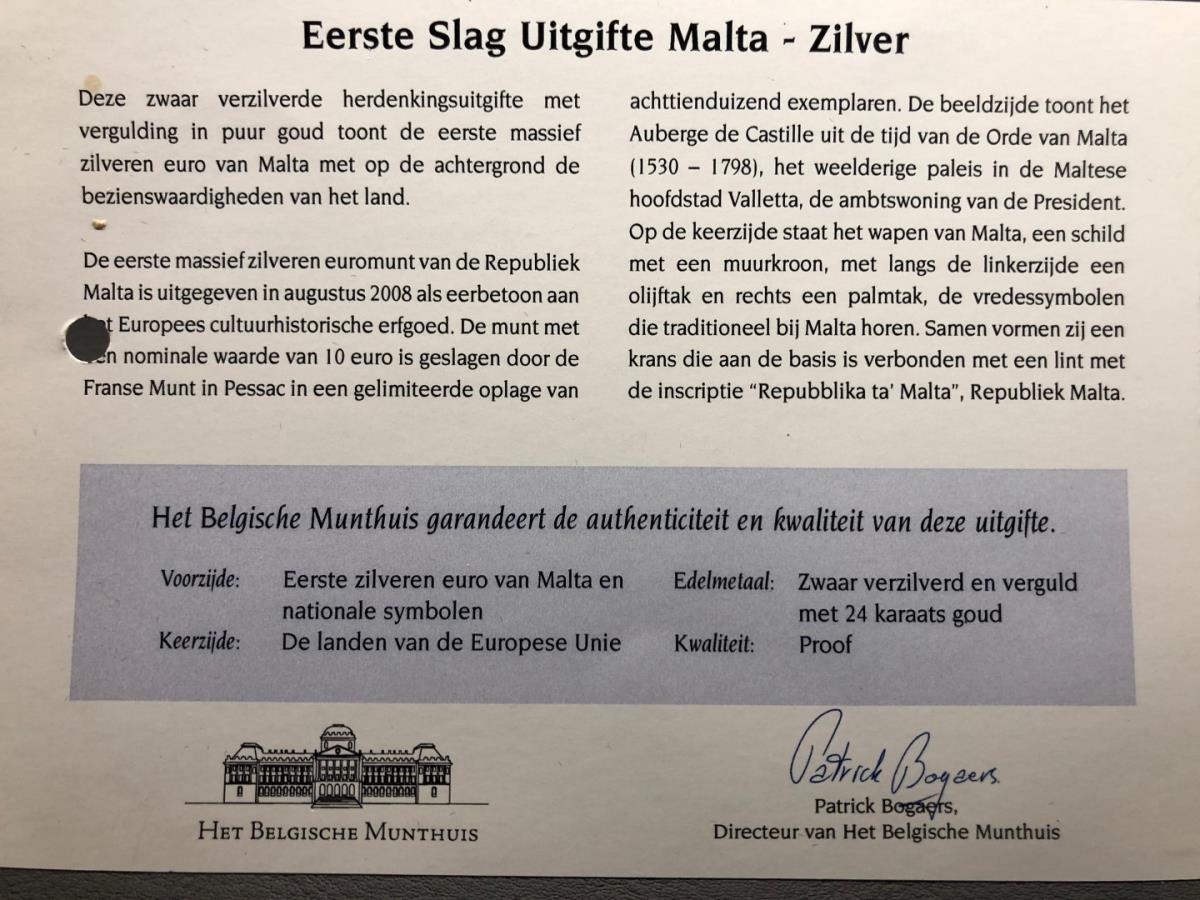 Eerste Slag Uitgifte Malta - Zilver
Deze zwaar verzilverde herdenkingsuitgifte met
vergulding in puur goud toont de eerste massief
zilveren euro van Malta met op de achtergrond de
bezienswaardigheden van het land.
De eerste massief zilveren euromunt van de Republiek
Malta is uitgegeven in augustus 2008 als eerbetoon aan
Europees cultuurhistorische erfgoed. De munt met
nominale waarde van 10 euro is geslagen door de
Franse Munt in Pessac in een gelimiteerde oplage van
achttienduizend exemplaren. De beeldzijde toont het
Auberge de Castille uit de tijd van de Orde van Malta
(1530 – 1798), het weelderige paleis in de Maltese
hoofdstad Valletta, de ambtswoning van de President.
Op de keerzijde staat het wapen van Malta, een schild
met een muurkroon, met langs de linkerzijde een
olijftak en rechts een palmtak, de vredessymbolen
die traditioneel bij Malta horen. Samen vormen zij een
krans die aan de basis is verbonden met een lint met
de inscriptie “Repubblika ta' Malta”, Republiek Malta.
Het Belgische Munthuis garandeert de authenticiteit en kwaliteit van deze uitgifte.
Voorzijde: Eerste zilveren euro van Malta en
nationale symbolen
Keerzijde: De landen van de Europese Unie
Edelmetaal: Zwaar verzilverd en verguld
met 24 karaats goud
Kwaliteit: Proof
HET BELGISCHE MUNTHUIS
Patrick Bogaers
Patrick Bogaers,
Directeur van Het Belgische Munthuis